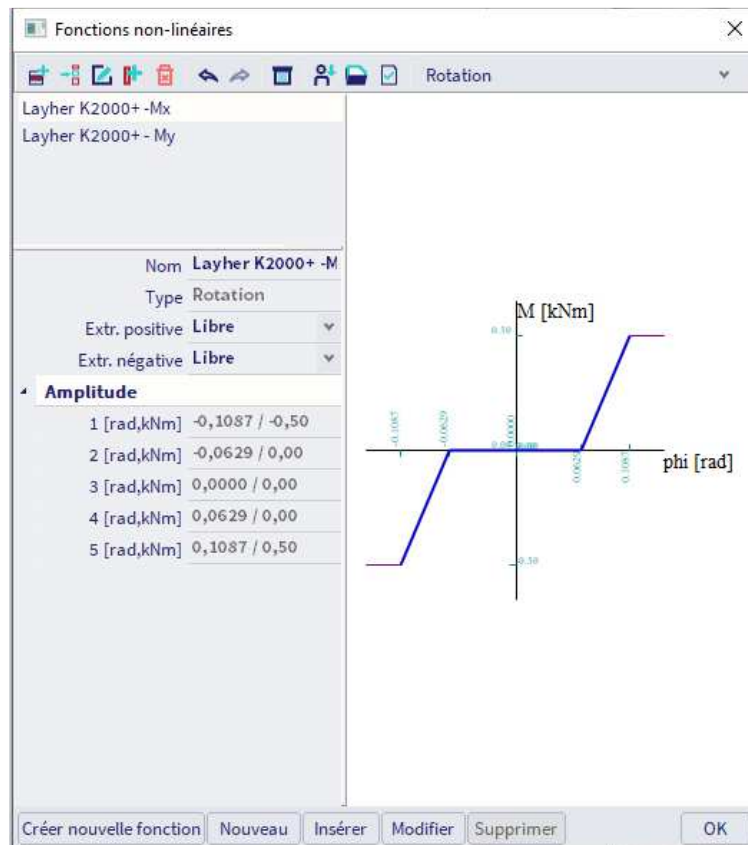 Fonctions non-linéaires
Rotation
Layher K2000+ -Mx
Layher K2000+ - My
Nom Layher K2000+ -M
Type Rotation
Extr. positive Libre
Extr. négative Libre
Amplitude
1 [rad,kNm] -0,1087 / -0,50
2 [rad,kNm] -0,0629 / 0,00
3 [rad,kNm] 0,0000 / 0,00
4 [rad,kNm] 0,0629 / 0,00
5 [rad,kNm] 0,1087 / 0,50
M [kNm]
0.50
-0.1087
-0.0629
0.0000
0.0629
0.1087
phi [rad]
-0.50
Créer nouvelle fonction Nouveau Insérer Modifier Supprimer OK